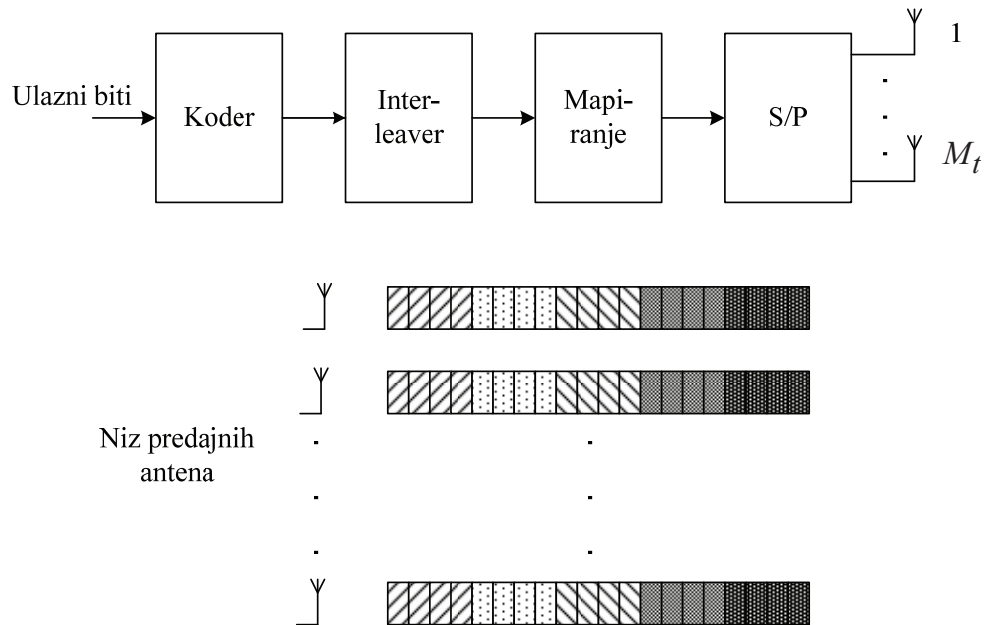 Ulazni biti
Koder
Inter-
leaver
Mapi-
ranje
S/P
1
M_t
Niz predajnih
antena